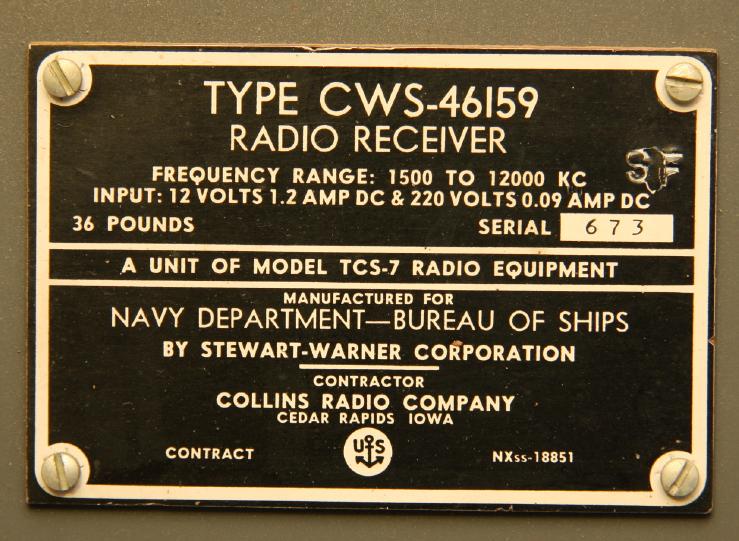 TYPE CWS-46159
RADIO RECEIVER
FREQUENCY RANGE: 1500 TO 12000 KC
INPUT: 12 VOLTS 1.2 AMP DC & 220 VOLTS 0.09 AMP DC
36 POUNDS SERIAL 673
A UNIT OF MODEL TCS-7 RADIO EQUIPMENT
MANUFACTURED FOR
NAVY DEPARTMENT—BUREAU OF SHIPS
BY STEWART-WARNER CORPORATION
CONTRACTOR
COLLINS RADIO COMPANY
CEDAR RAPIDS IOWA
CONTRACT US NXss-18851